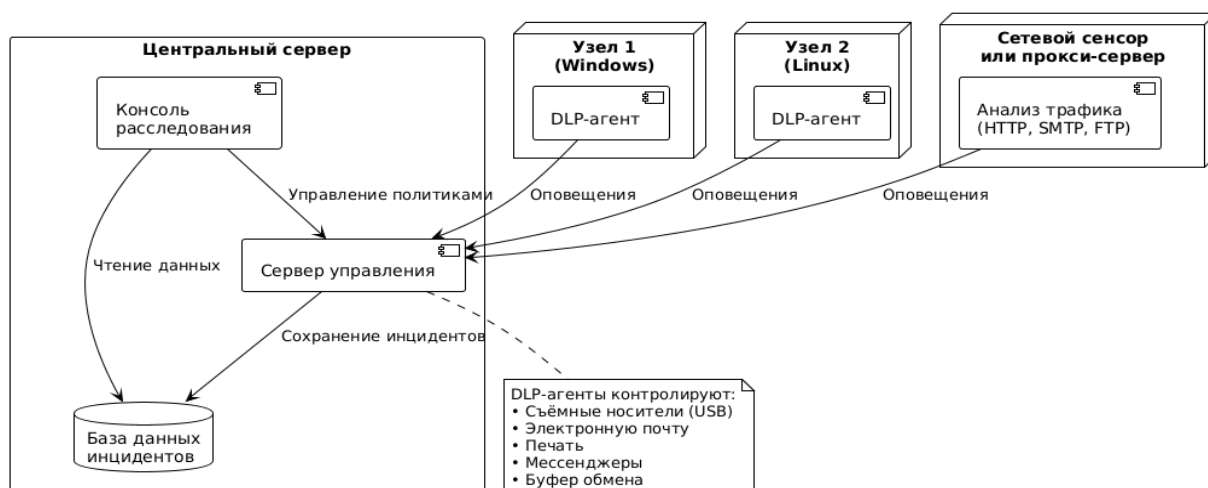 Центральный сервер
Консоль
расследования
Узел 1
(Windows)
DLP-агент
Узел 2
(Linux)
DLP-агент
Сетевой сенсор
или прокси-сервер
Анализ трафика
(HTTP, SMTP, FTP)
Управление политиками
Оповещения
Оповещения
Оповещения
Чтение данных
Сервер управления
Сохранение инцидентов
База данных
инцидентов
DLP-агенты контролируют:
• Съёмные носители (USB)
• Электронную почту
• Печать
• Мессенджеры
• Буфер обмена